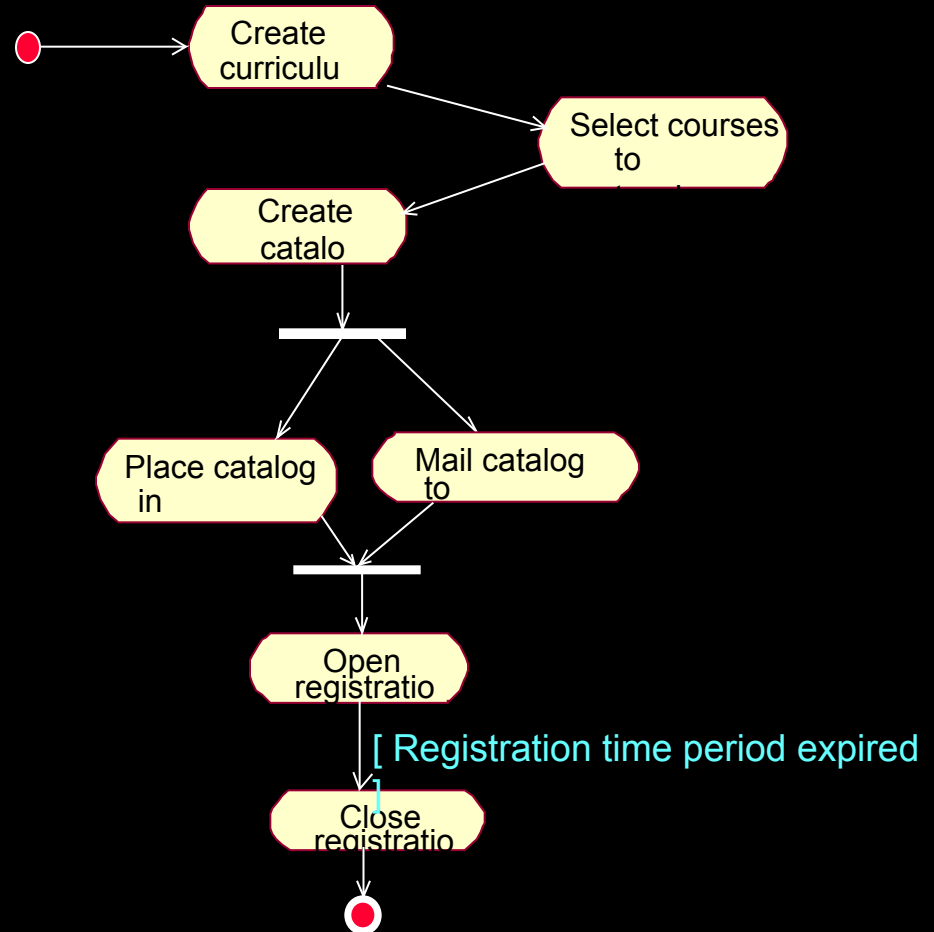 Create
curriculu
Select courses
to
Create
catalo
Place catalog
in
Mail catalog
to
Open
registratio
[ Registration time period expired
]
Close
registratio